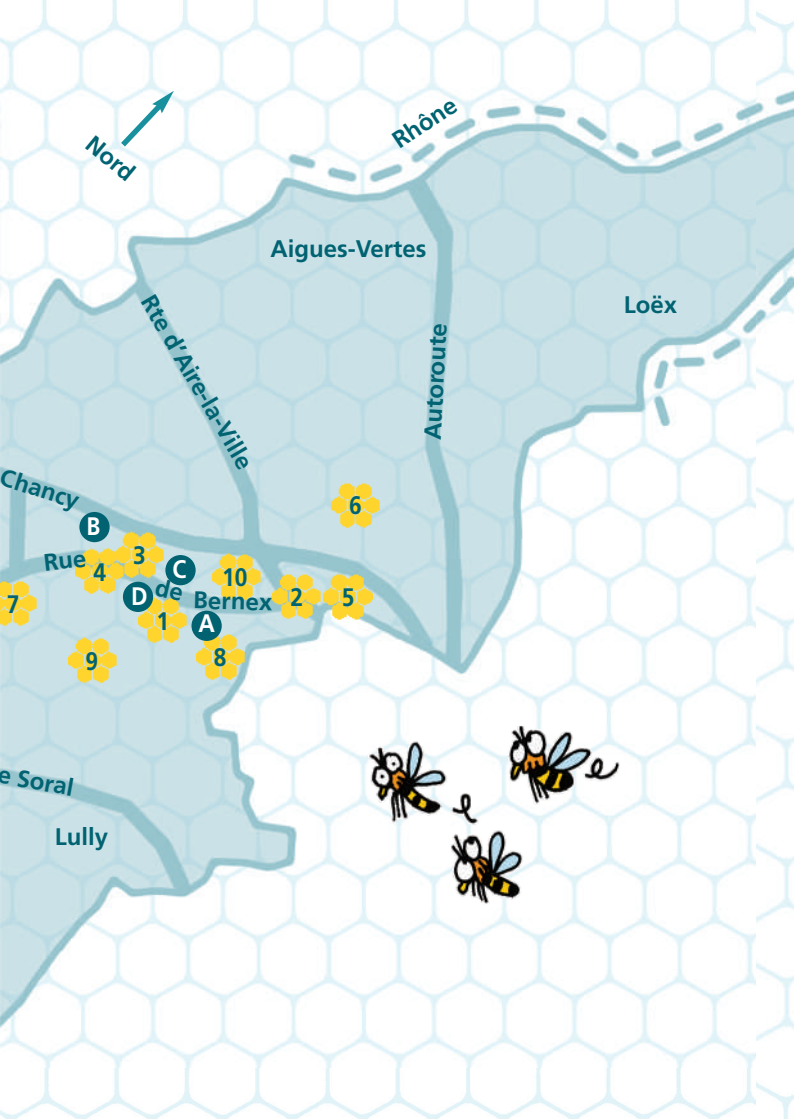 Rhône
Nord
Aigues-Vertes
Loëx
Rte d'Aire-la-Ville
Autoroute
Chancy
6
B
Rue
3
4
C
10
7
D
de Bernex
2
5
1
A
9
8
e Soral
Lully